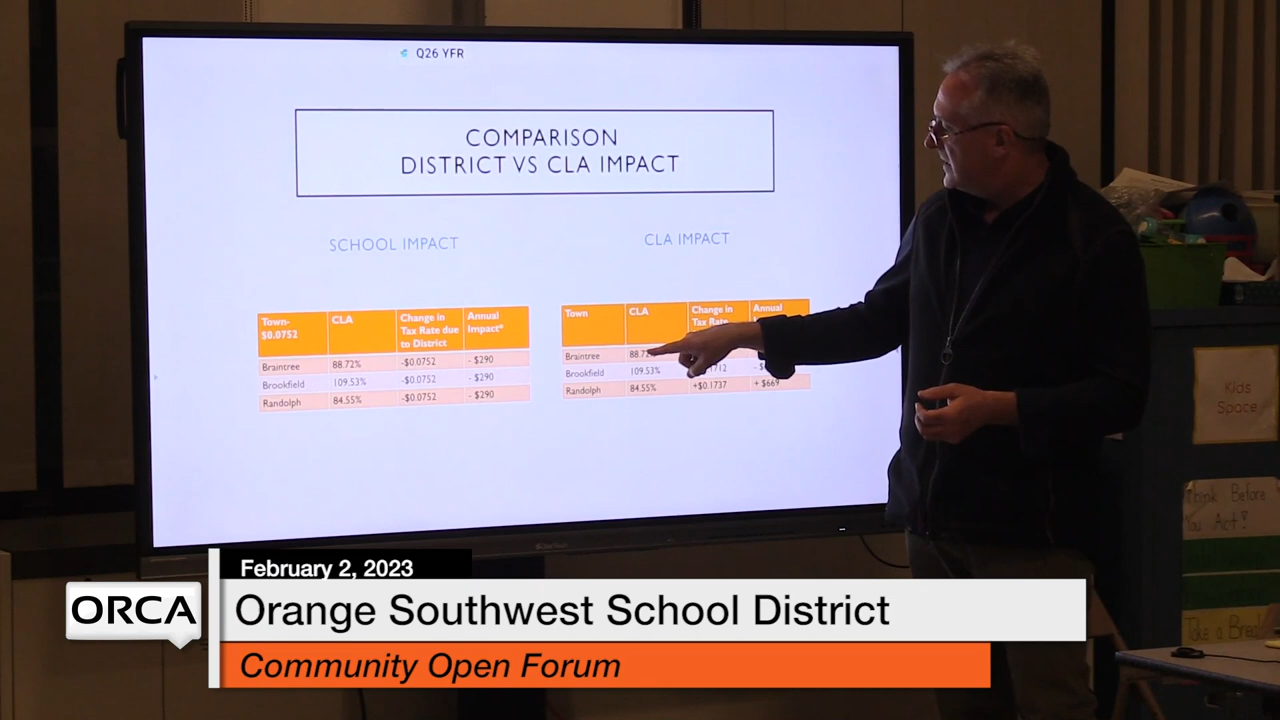 Q26 YFR
COMPARISON
DISTRICT VS CLA IMPACT
SCHOOL IMPACT
CLA IMPACT
Town- CLA Change in Annual
$0.0752 Tax Rate due Impact*
to District
Braintree 88.72% -$0.0752 - $290
Brookfield 109.53% -$0.0752 - $290
Randolph 84.55% -$0.0752 - $290
Town CLA Change in Annual
Tax Rate
Braintree
Brookfield 109.53%
Randolph 84.55% +$0.1737 + $669
Kids
Space
Think Before
You Act!
Take a
February 2, 2023
ORCA
Orange Southwest School District
Community Open Forum